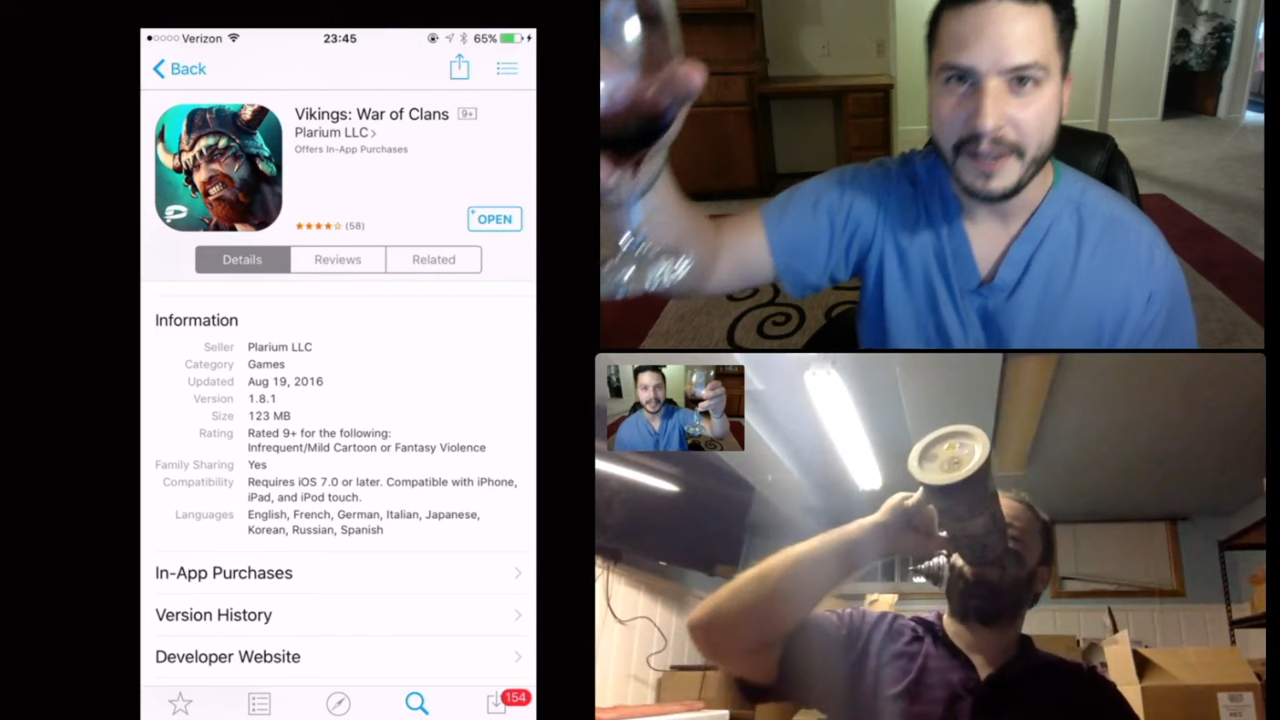 Verizon 23:45 65%
Back
Vikings: War of Clans 9+
Plarium LLC >
Offers In-App Purchases
(58)
+ OPEN
Details Reviews Related
Information
Seller Plarium LLC
Category Games
Updated Aug 19, 2016
Version 1.8.1
Size 123 MB
Rating Rated 9+ for the following:
Infrequent/Mild Cartoon or Fantasy Violence
Family Sharing Yes
Compatibility Requires iOS 7.0 or later. Compatible with iPhone,
iPad, and iPod touch.
Languages English, French, German, Italian, Japanese,
Korean, Russian, Spanish
In-App Purchases
Version History
Developer Website
154